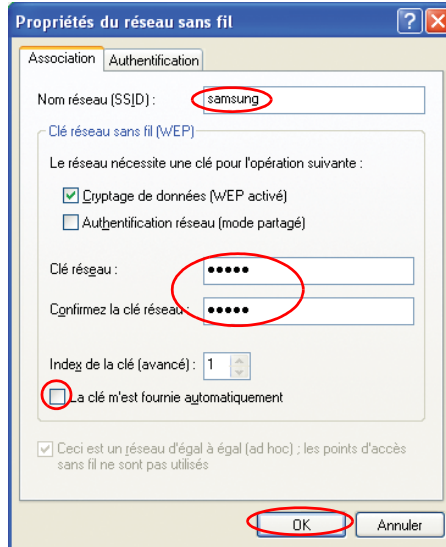 Propriétés du réseau sans fil
Association Authentification
Nom réseau (SSID) : samsung
Clé réseau sans fil (WEP)
Le réseau nécessite une clé pour l'opération suivante :
Cryptage de données (WEP activé)
Authentification réseau (mode partagé)
Clé réseau : •••••
Confirmez la clé réseau : •••••
Index de la clé (avancé) : 1
La clé m'est fournie automatiquement
Ceci est un réseau d'égal à égal (ad hoc) ; les points d'accès
sans fil ne sont pas utilisés
OK Annuler